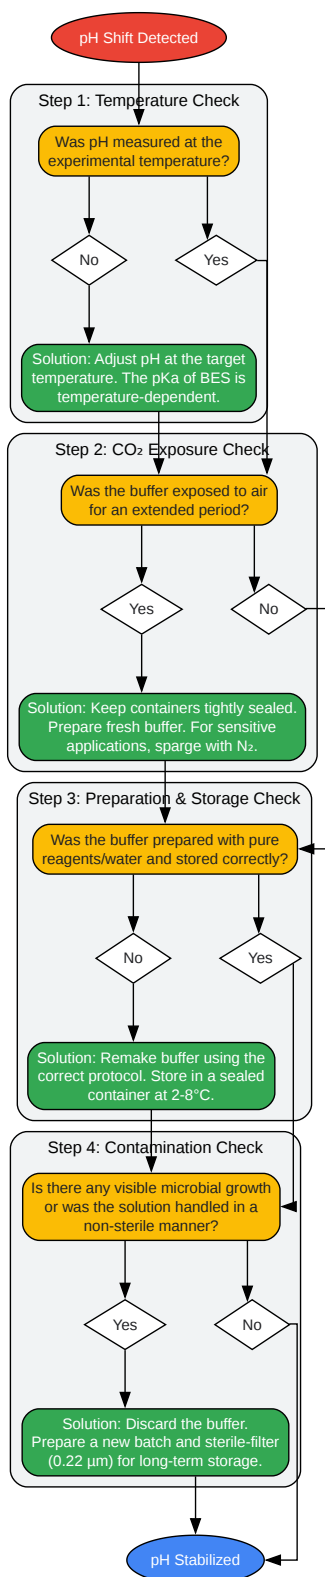 pH Shift Detected
Step 1: Temperature Check
Was pH measured at the
experimental temperature?
No
Yes
Solution: Adjust pH at the target
temperature. The pKa of BES is
temperature-dependent.
Step 2: CO₂ Exposure Check
Was the buffer exposed to air
for an extended period?
Yes
No
Solution: Keep containers tightly sealed.
Prepare fresh buffer. For sensitive
applications, sparge with N₂.
Step 3: Preparation & Storage Check
Was the buffer prepared with pure
reagents/water and stored correctly?
No
Yes
Solution: Remake buffer using the
correct protocol. Store in a sealed
container at 2-8°C.
Step 4: Contamination Check
Is there any visible microbial growth
or was the solution handled in a
non-sterile manner?
Yes
No
Solution: Discard the buffer.
Prepare a new batch and sterile-filter
(0.22 µm) for long-term storage.
pH Stabilized